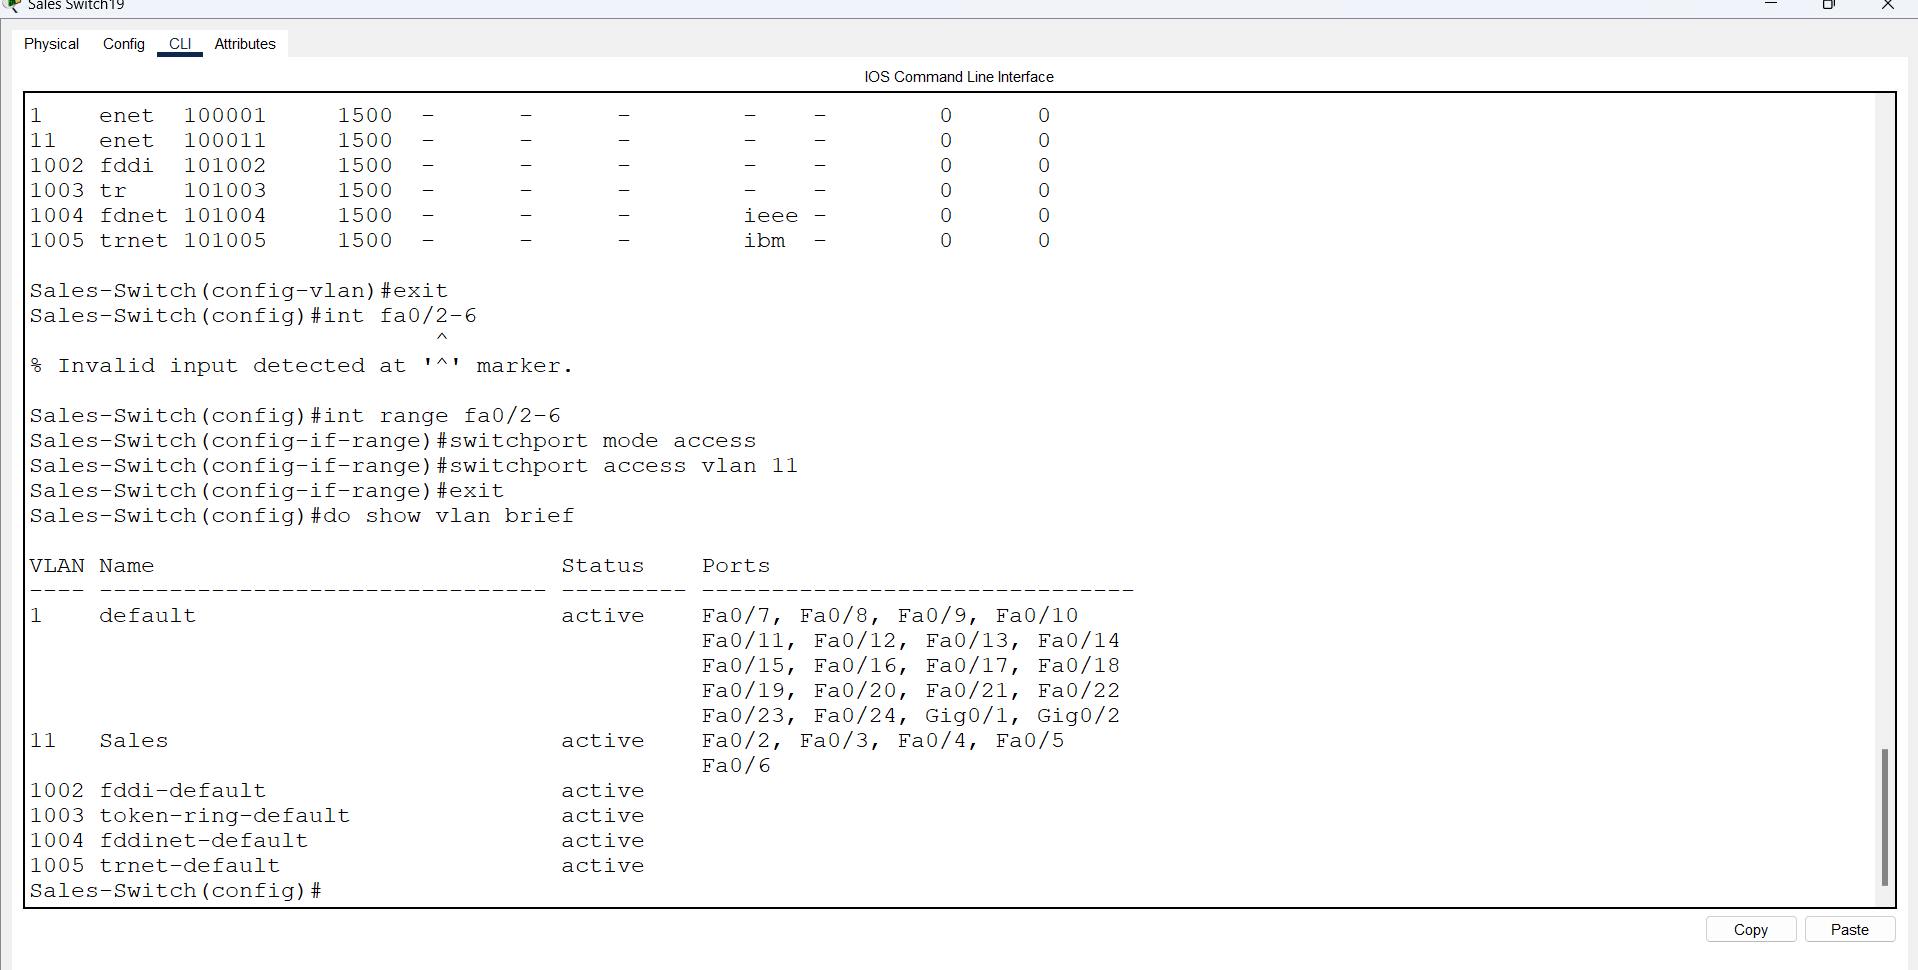 Sales Switch19
Physical Config CLI Attributes
IOS Command Line Interface
1    enet  100001     1500  -      -      -        -    -        0      0
11   enet  100011     1500  -      -      -        -    -        0      0
1002 fddi  101002     1500  -      -      -        -    -        0      0
1003 tr    101003     1500  -      -      -        -    -        0      0
1004 fdnet 101004     1500  -      -      -        ieee -        0      0
1005 trnet 101005     1500  -      -      -        ibm  -        0      0
Sales-Switch(config-vlan)#exit
Sales-Switch(config)#int fa0/2-6
^
% Invalid input detected at '^' marker.
Sales-Switch(config)#int range fa0/2-6
Sales-Switch(config-if-range)#switchport mode access
Sales-Switch(config-if-range)#switchport access vlan 11
Sales-Switch(config-if-range)#exit
Sales-Switch(config)#do show vlan brief
VLAN Name                             Status    Ports
---- -------------------------------- --------- -------------------------------
1    default                          active    Fa0/7, Fa0/8, Fa0/9, Fa0/10
Fa0/11, Fa0/12, Fa0/13, Fa0/14
Fa0/15, Fa0/16, Fa0/17, Fa0/18
Fa0/19, Fa0/20, Fa0/21, Fa0/22
Fa0/23, Fa0/24, Gig0/1, Gig0/2
11   Sales                            active    Fa0/2, Fa0/3, Fa0/4, Fa0/5
Fa0/6
1002 fddi-default                     active
1003 token-ring-default               active
1004 fddinet-default                  active
1005 trnet-default                    active
Sales-Switch(config)#
Copy Paste